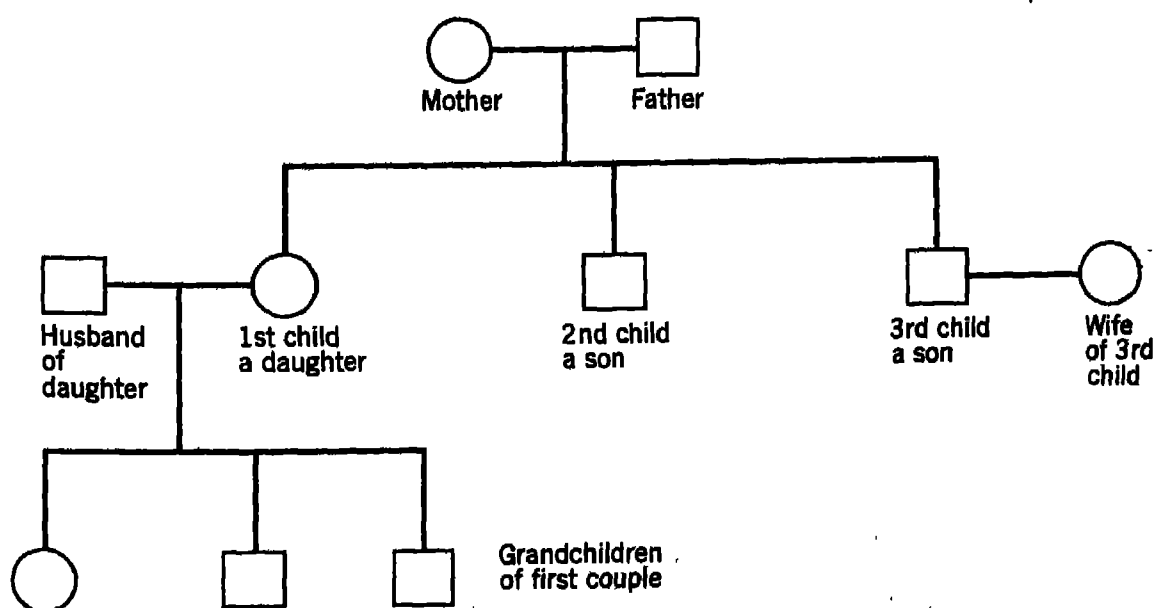 Mother
Father
Husband
of
daughter
1st child
a daughter
2nd child
a son
3rd child
a son
Wife
of 3rd
child
Grandchildren
of first couple